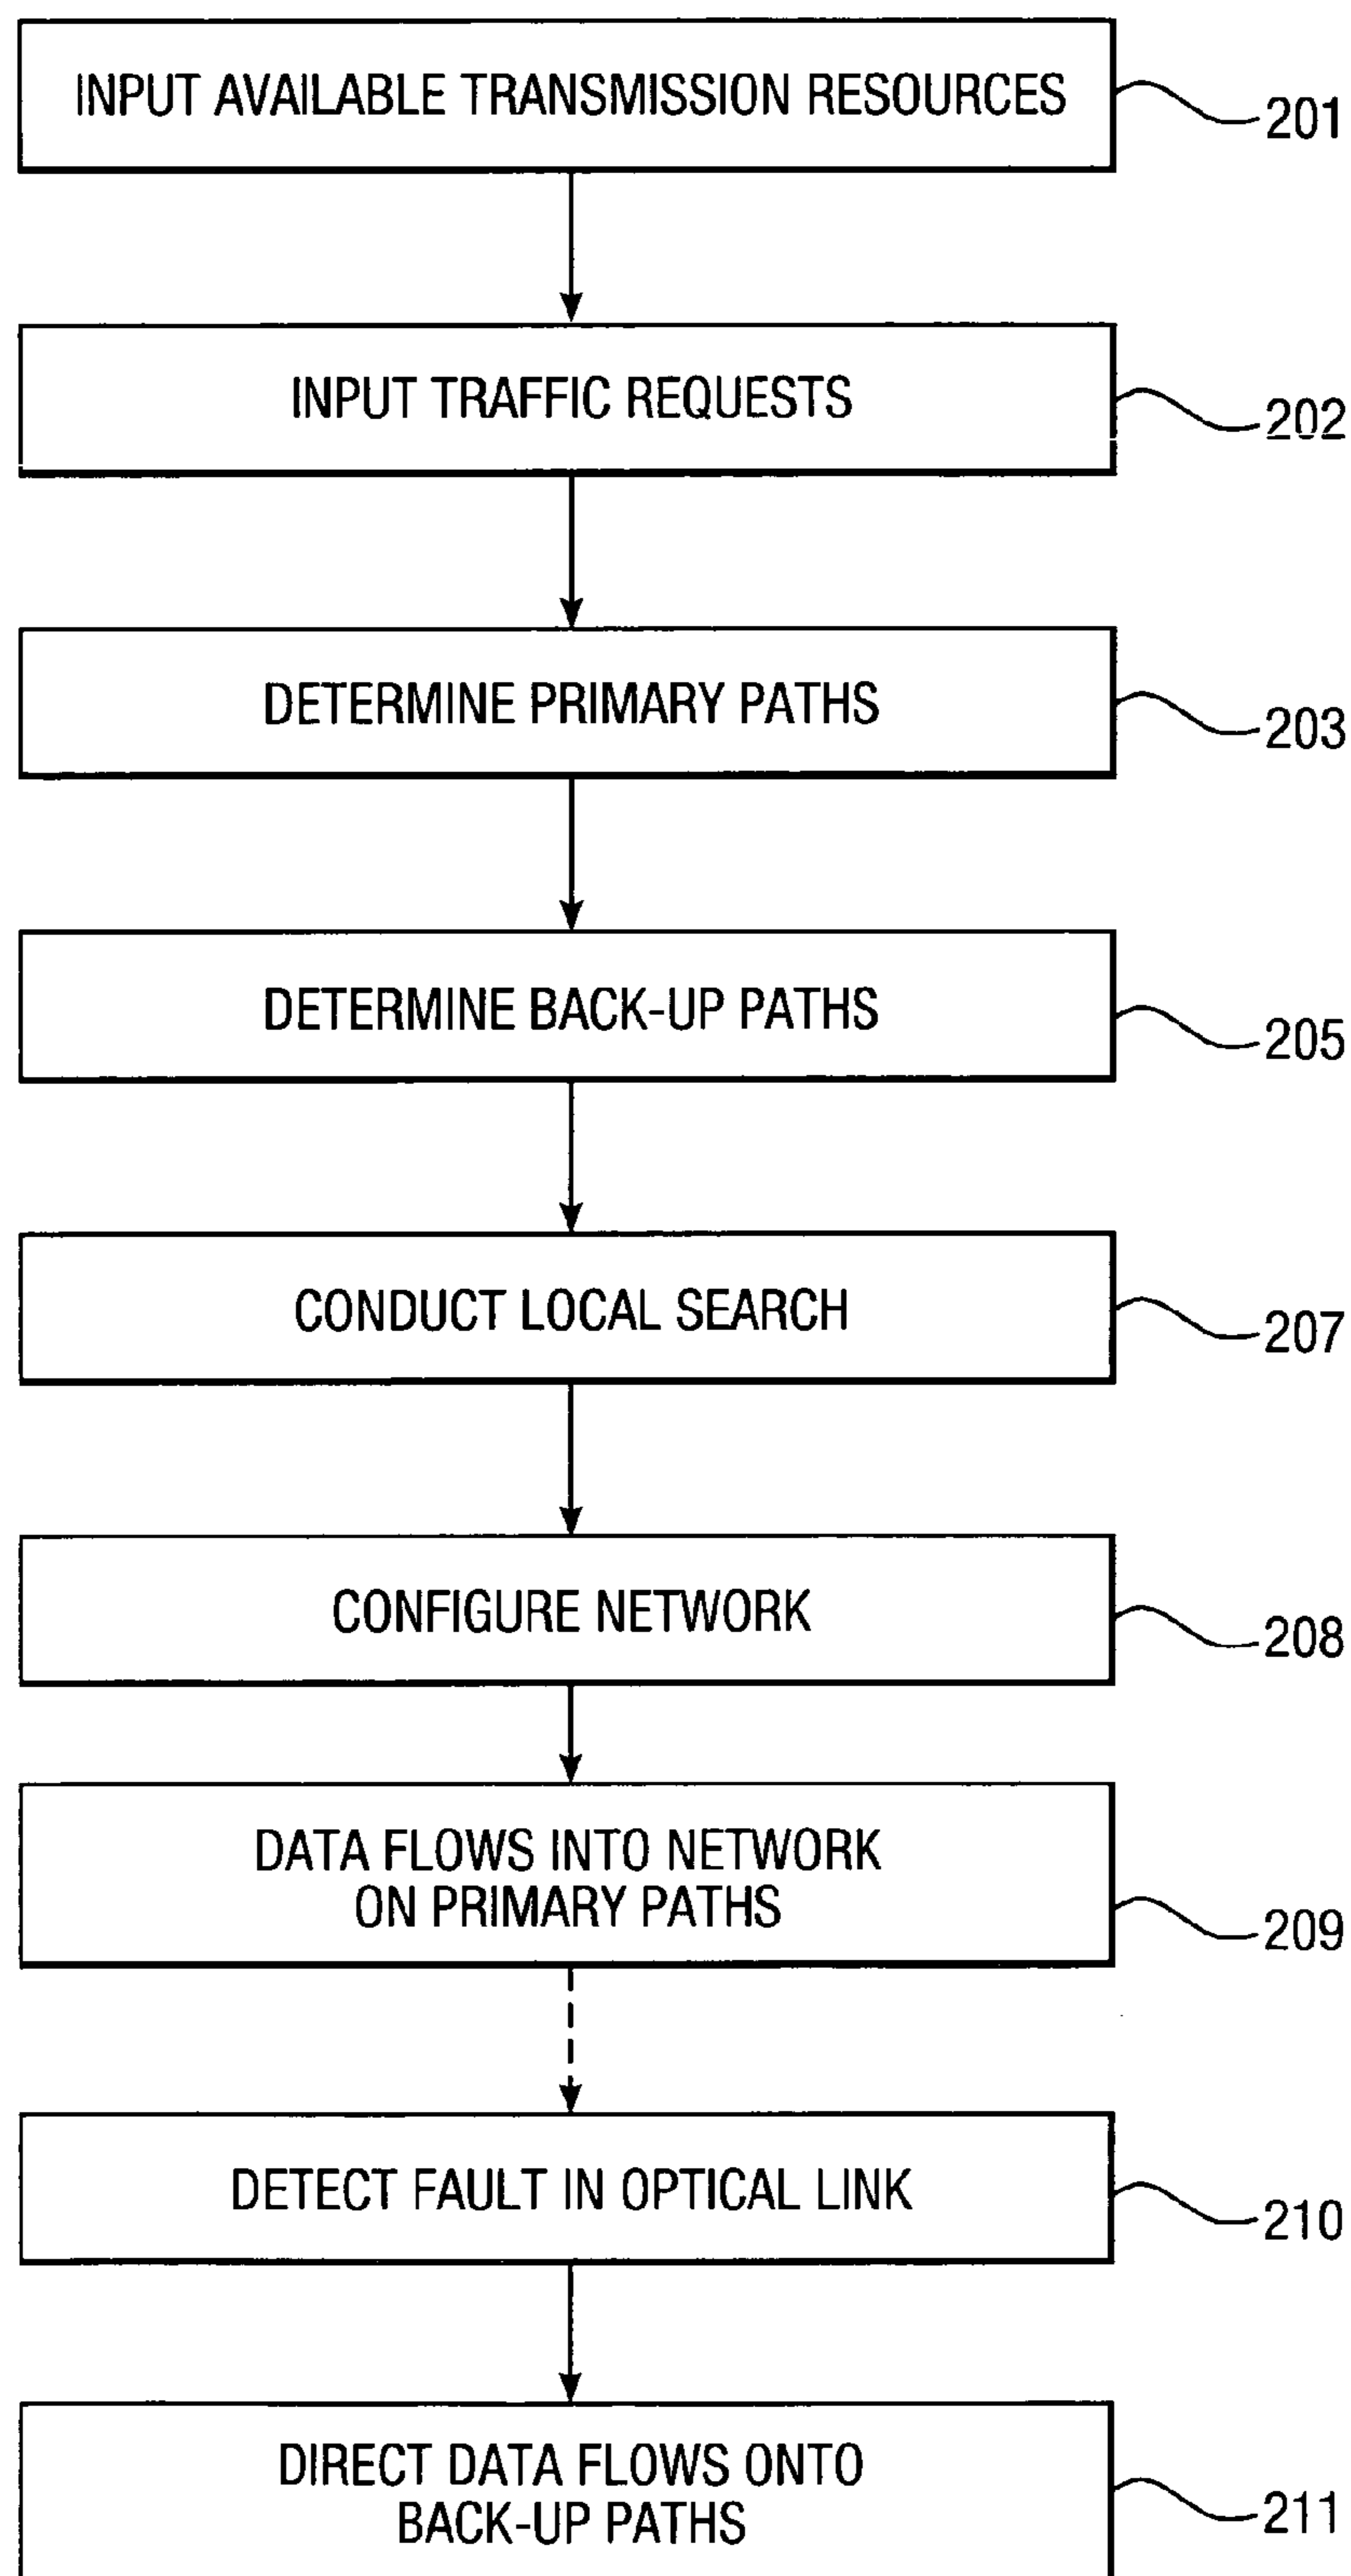 INPUT AVAILABLE TRANSMISSION RESOURCES
201
INPUT TRAFFIC REQUESTS
202
DETERMINE PRIMARY PATHS
203
DETERMINE BACK-UP PATHS
205
CONDUCT LOCAL SEARCH
207
CONFIGURE NETWORK
208
DATA FLOWS INTO NETWORK
ON PRIMARY PATHS
209
DETECT FAULT IN OPTICAL LINK
210
DIRECT DATA FLOWS ONTO
BACK-UP PATHS
211